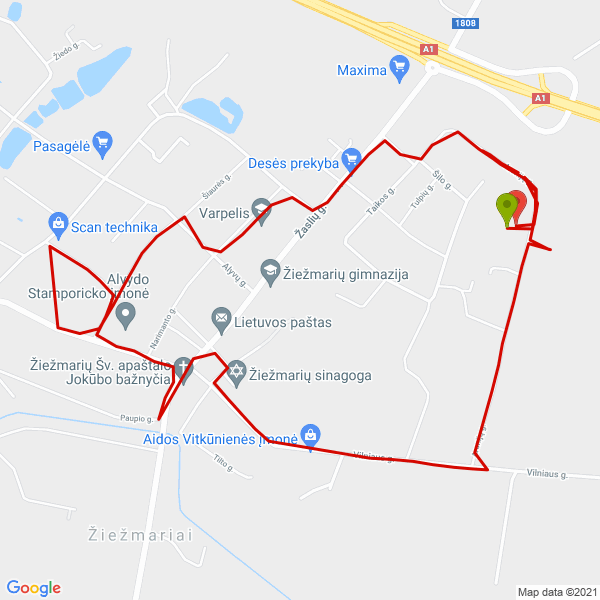 1808
A1
Žiedo g.
Maxima
A1
Pasagėlė
Desės prekyba
Šilo g.
Šiaurės g.
Tulpių g.
Taikos g.
Varpelis
Žaslių g.
Scan technika
Alyvų g.
Žiežmarių gimnazija
Alvydo
Stamporicko įmonė
Narimanto g.
Lietuvos paštas
Žiežmarių Šv. apaštalo
Jokūbo bažnyčia
Žiežmarių sinagoga
Paupio g.
Aidos Vitkūnienės įmonė
Vilniaus g.
Tilto g.
Vilniaus g.
Žiežmariai
Google
Map data ©2021